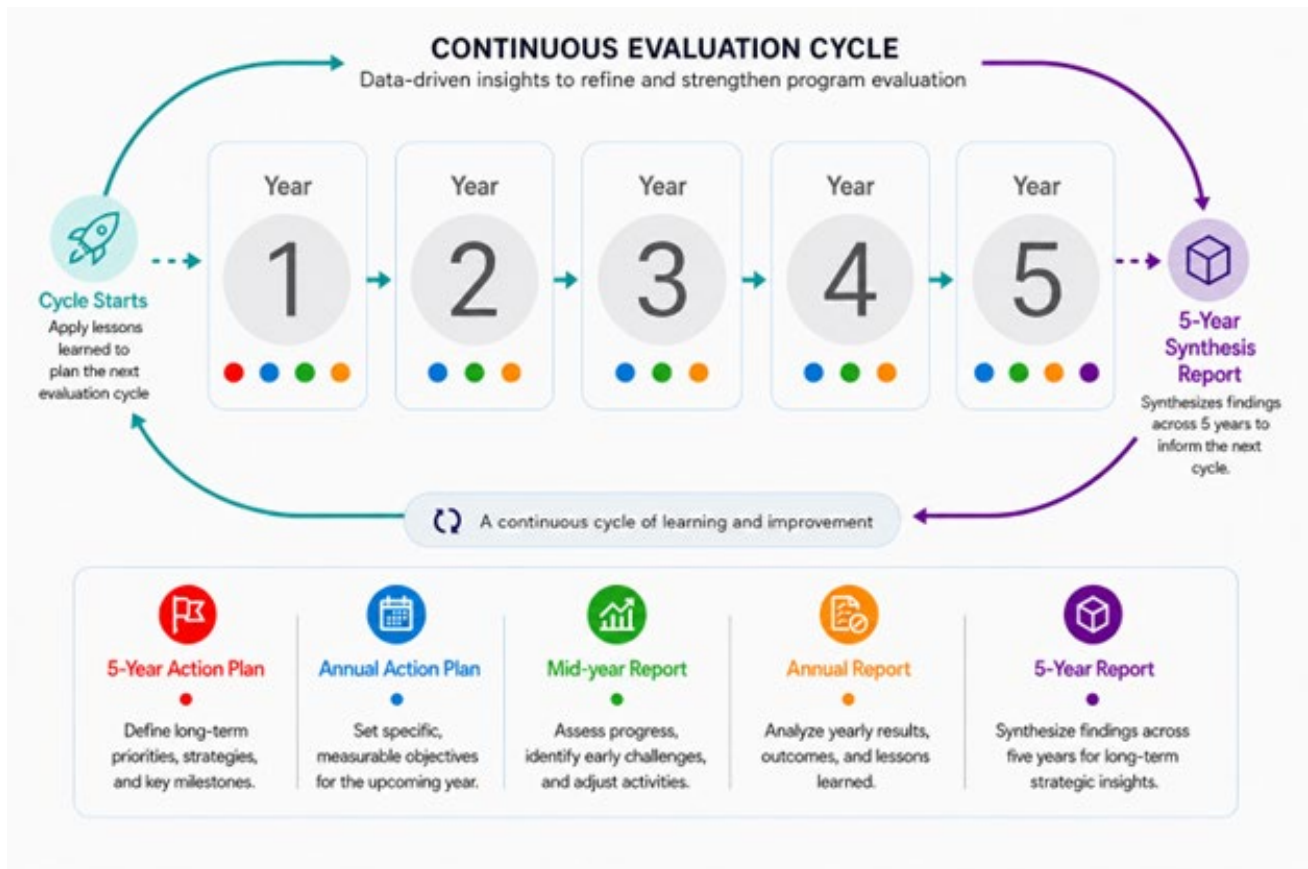 CONTINUOUS EVALUATION CYCLE
Data-driven insights to refine and strengthen program evaluation
Year
1
Year
2
Year
3
Year
4
Year
5
Cycle Starts
Apply lessons
learned to
plan the next
evaluation cycle
5-Year
Synthesis
Report
Synthesizes findings
across 5 years to
inform the next
cycle.
A continuous cycle of learning and improvement
5-Year Action Plan
Define long-term
priorities, strategies,
and key milestones.
Annual Action Plan
Set specific,
measurable objectives
for the upcoming year.
Mid-year Report
Assess progress,
identify early challenges,
and adjust activities.
Annual Report
Analyze yearly results,
outcomes, and lessons
learned.
5-Year Report
Synthesize findings across
five years for long-term
strategic insights.